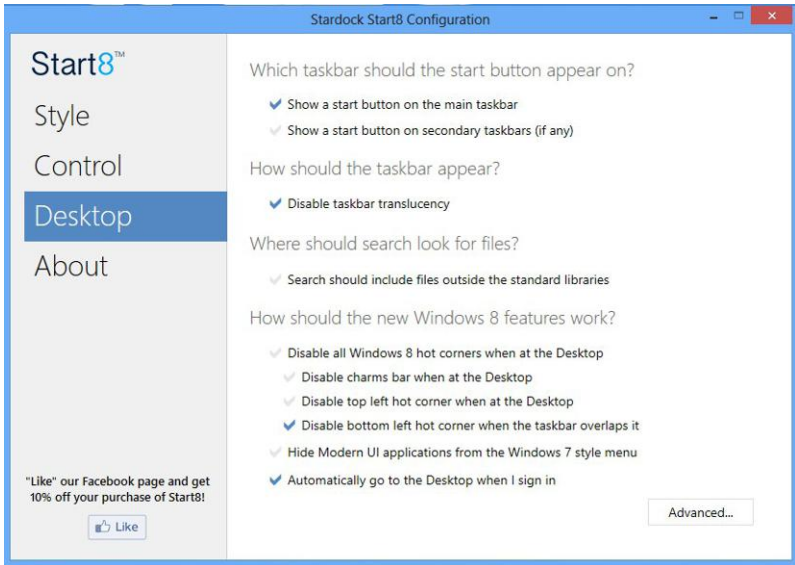 Stardock Start8 Configuration
Start8™
Style
Control
Desktop
About
"Like" our Facebook page and get
10% off your purchase of Start8!
Like
Which taskbar should the start button appear on?
Show a start button on the main taskbar
Show a start button on secondary taskbars (if any)
How should the taskbar appear?
Disable taskbar translucency
Where should search look for files?
Search should include files outside the standard libraries
How should the new Windows 8 features work?
Disable all Windows 8 hot corners when at the Desktop
Disable charms bar when at the Desktop
Disable top left hot corner when at the Desktop
Disable bottom left hot corner when the taskbar overlaps it
Hide Modern UI applications from the Windows 7 style menu
Automatically go to the Desktop when I sign in
Advanced...